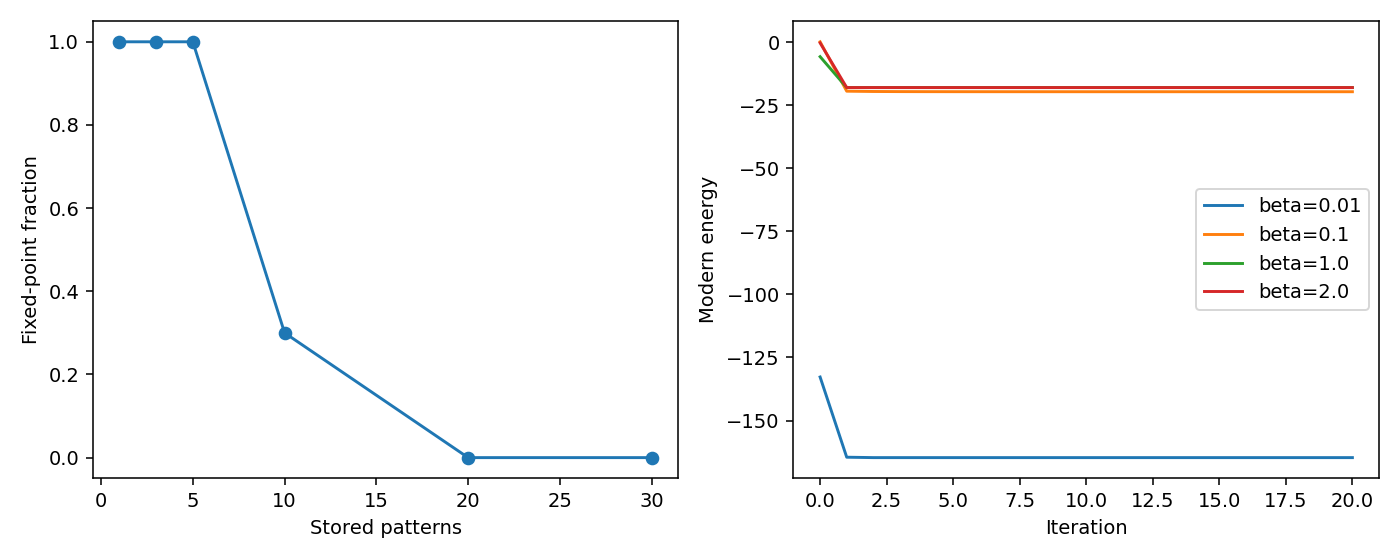 1.0
0.8
0.6
0.4
0.2
0.0
Fixed-point fraction
0 5 10 15 20 25 30
Stored patterns
0
−25
−50
−75
−100
−125
−150
Modern energy
beta=0.01
beta=0.1
beta=1.0
beta=2.0
0.0 2.5 5.0 7.5 10.0 12.5 15.0 17.5 20.0
Iteration